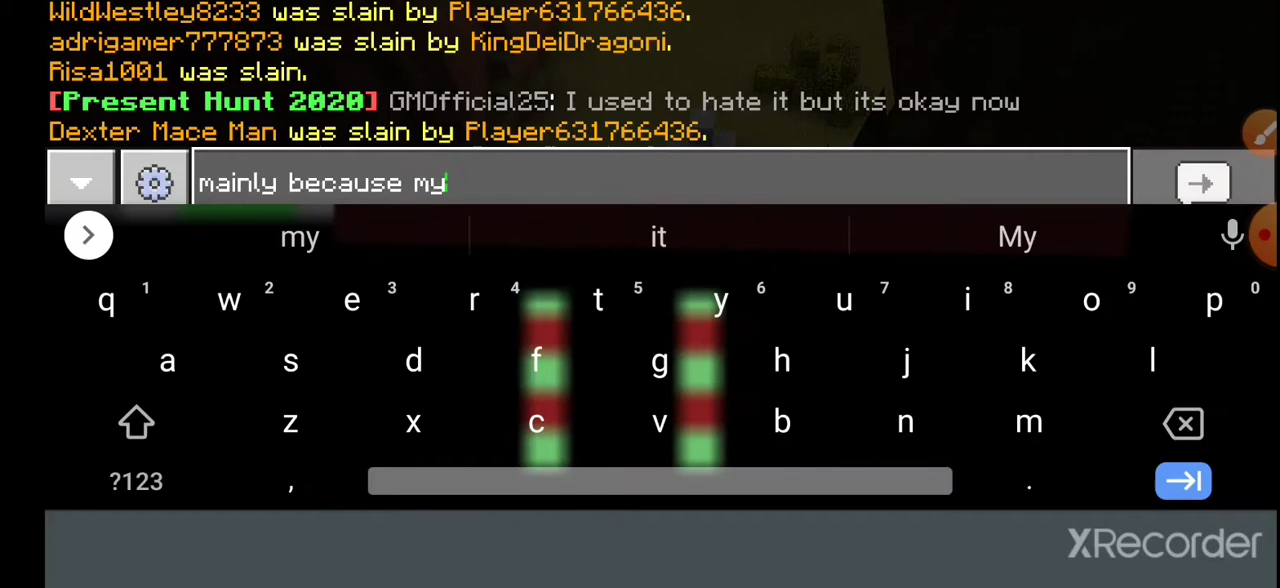 WildWestley8233 was slain by Player631766436.
adrigamer777873 was slain by KingDeiDragoni.
Risa1001 was slain.
[Present Hunt 2020] GMOfficial25: I used to hate it but its okay now
Dexter Mace Man was slain by Player631766436.
mainly because my
my it My
q 1 w 2 e 3 r 4 t 5 y 6 u 7 i 8 o 9 p 0
a s d f g h j k l
z x c v b n m
?123 , .
XRecorder